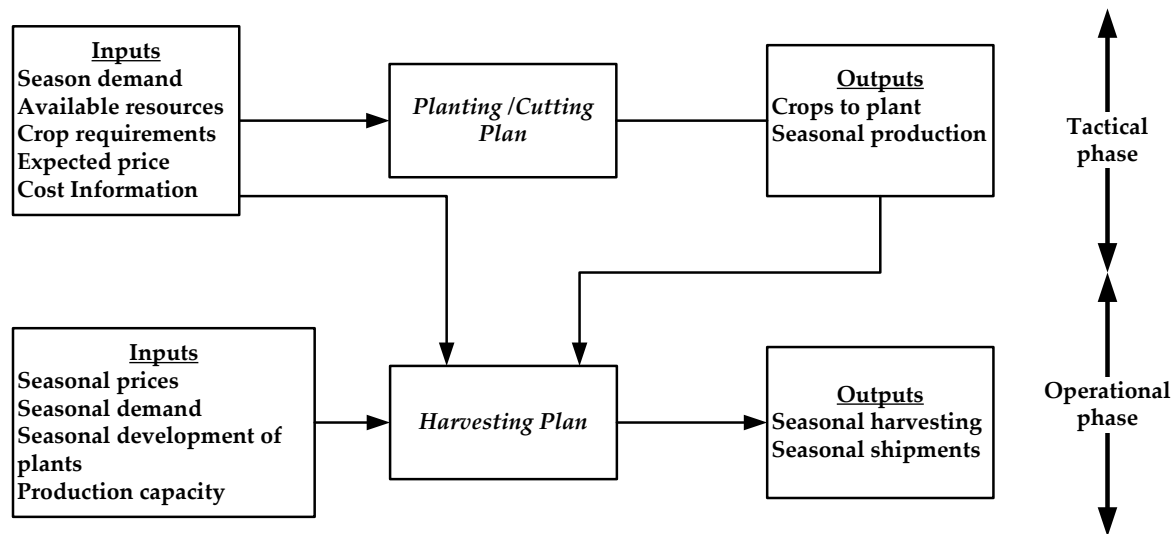 Inputs
Season demand
Available resources
Crop requirements
Expected price
Cost Information
Planting /Cutting
Plan
Outputs
Crops to plant
Seasonal production
Tactical
phase
Inputs
Seasonal prices
Seasonal demand
Seasonal development of
plants
Production capacity
Harvesting Plan
Outputs
Seasonal harvesting
Seasonal shipments
Operational
phase